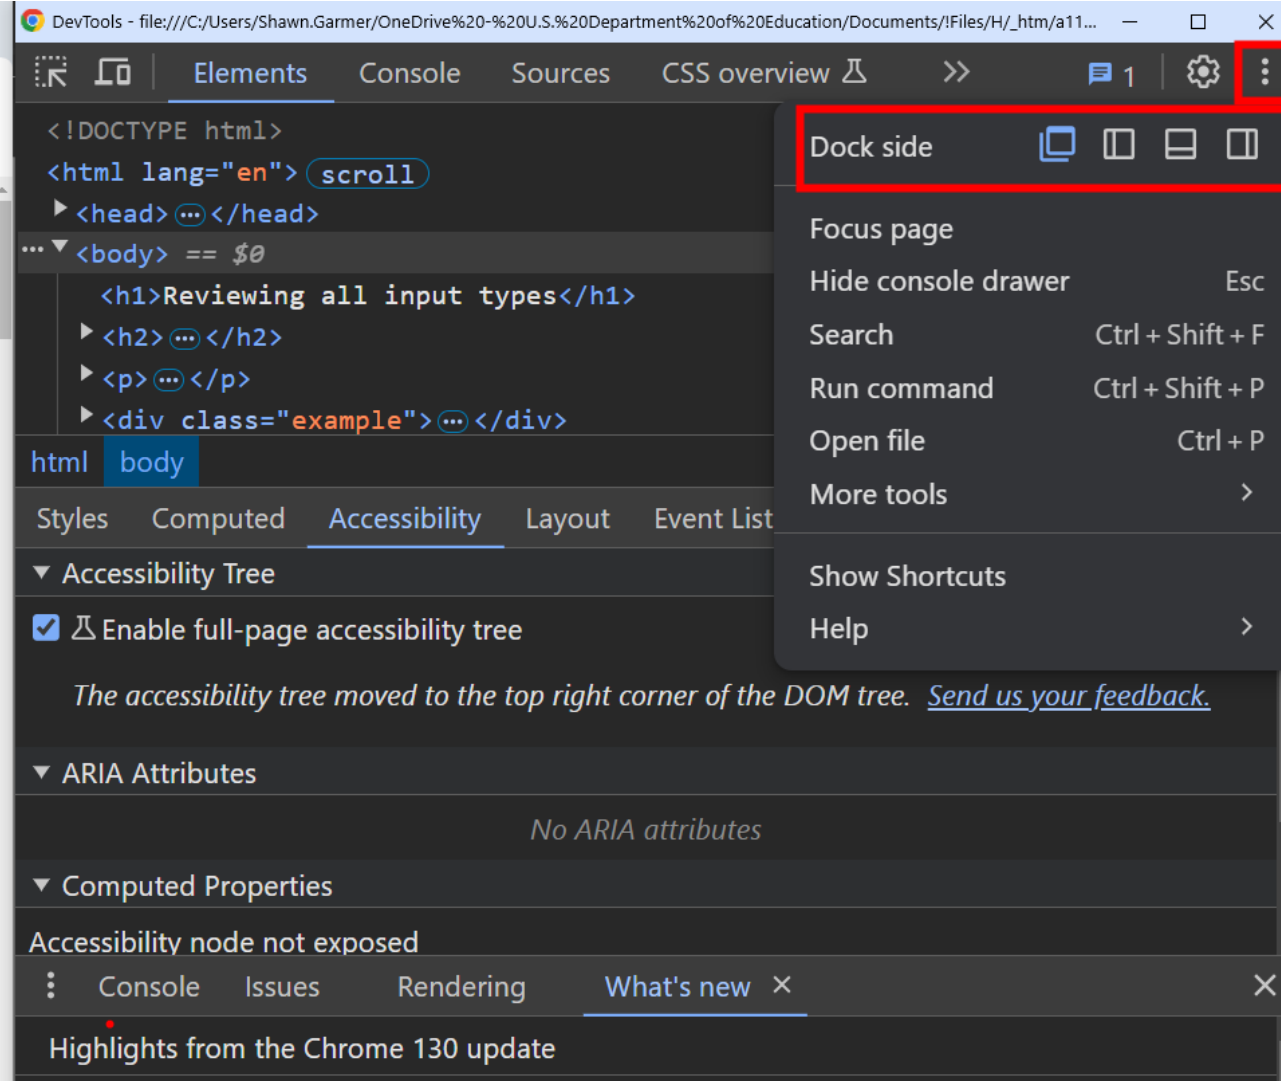 DevTools - file:///C:/Users/Shawn.Garmer/OneDrive%20-%20U.S.%20Department%20of%20Education/Documents/!Files/H/_htm/a11...
Elements Console Sources CSS overview 1
<!DOCTYPE html>
<html lang="en"> scroll
<head> … </head>
… <body> == $0
<h1>Reviewing all input types</h1>
<h2> … </h2>
<p> … </p>
<div class="example"> … </div>
html body
Styles Computed Accessibility Layout Event List
Dock side
Focus page
Hide console drawer Esc
Search Ctrl + Shift + F
Run command Ctrl + Shift + P
Open file Ctrl + P
More tools
Show Shortcuts
Help
Accessibility Tree
Enable full-page accessibility tree
The accessibility tree moved to the top right corner of the DOM tree. Send us your feedback.
ARIA Attributes
No ARIA attributes
Computed Properties
Accessibility node not exposed
Console Issues Rendering What's new
Highlights from the Chrome 130 update